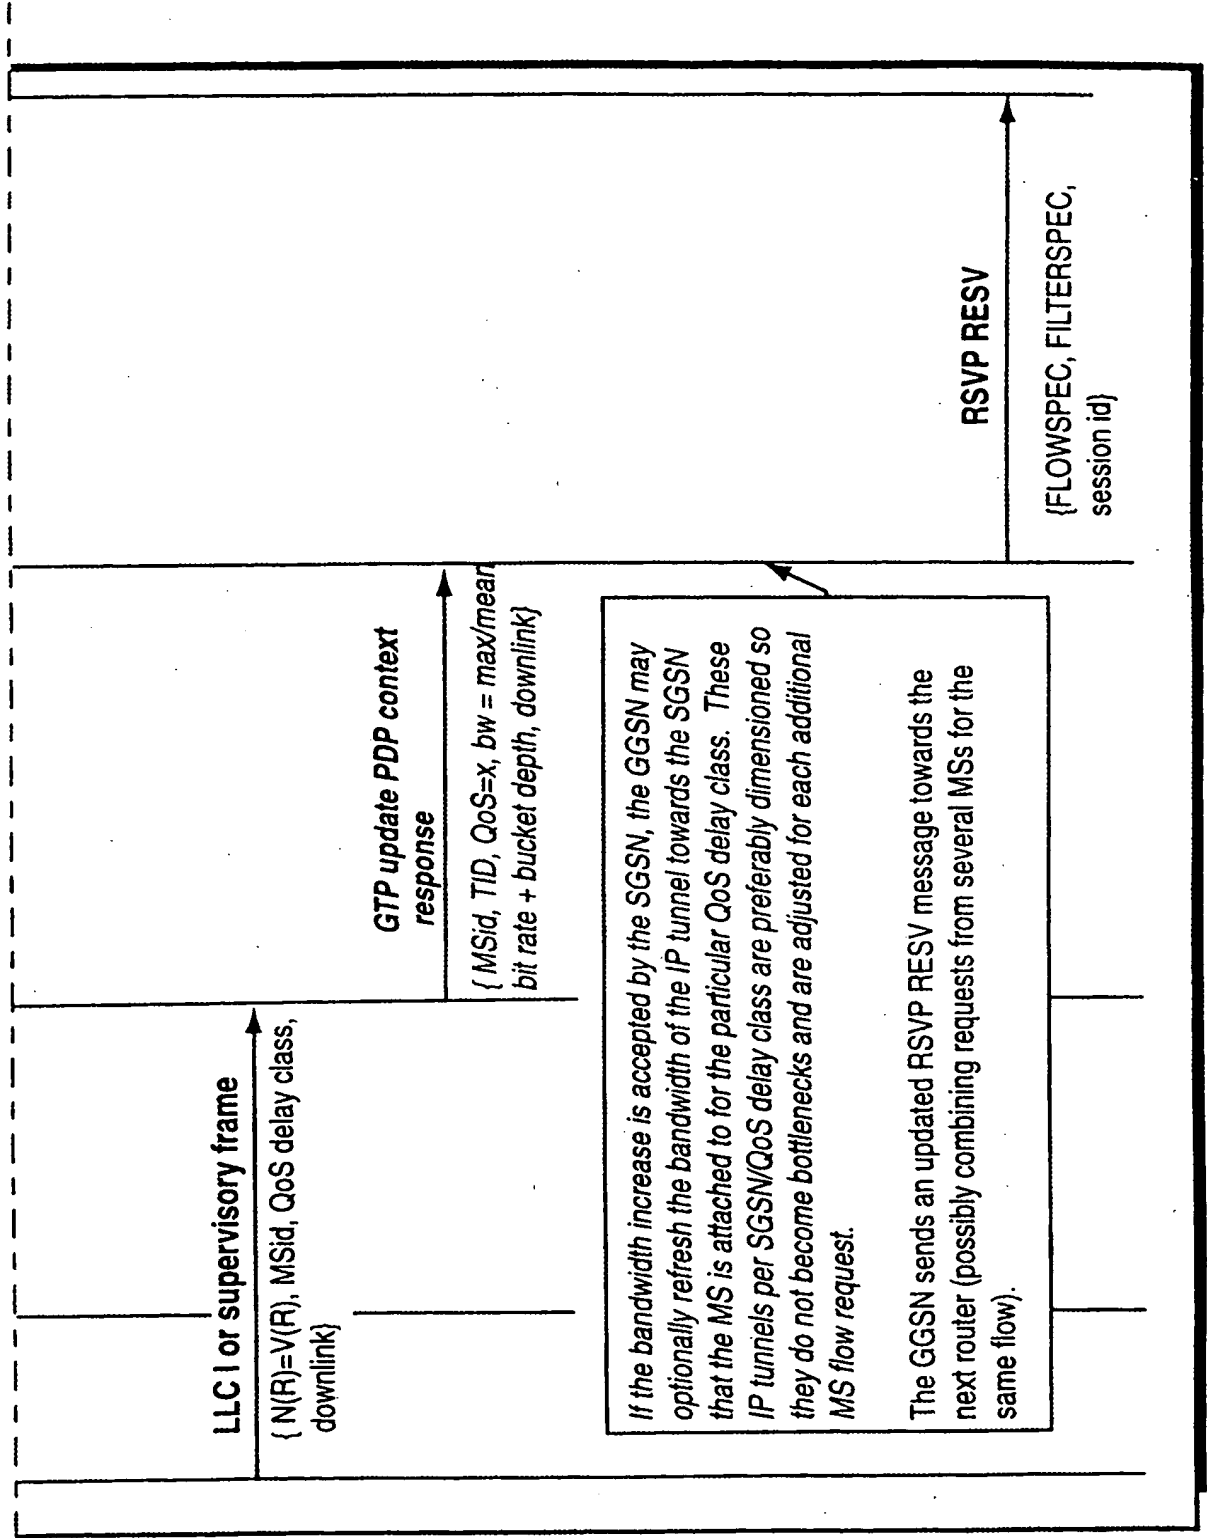 LLC I or supervisory frame
{ N(R)=V(R), MSid, QoS delay class,
downlink}
GTP update PDP context
response
{ MSid, TID, QoS=x, bw = max/mean
bit rate + bucket depth, downlink}
If the bandwidth increase is accepted by the SGSN, the GGSN may
optionally refresh the bandwidth of the IP tunnel towards the SGSN
that the MS is attached to for the particular QoS delay class. These
IP tunnels per SGSN/QoS delay class are preferably dimensioned so
they do not become bottlenecks and are adjusted for each additional
MS flow request.
The GGSN sends an updated RSVP RESV message towards the
next router (possibly combining requests from several MSs for the
same flow).
RSVP RESV
{FLOWSPEC, FILTERSPEC,
session id}